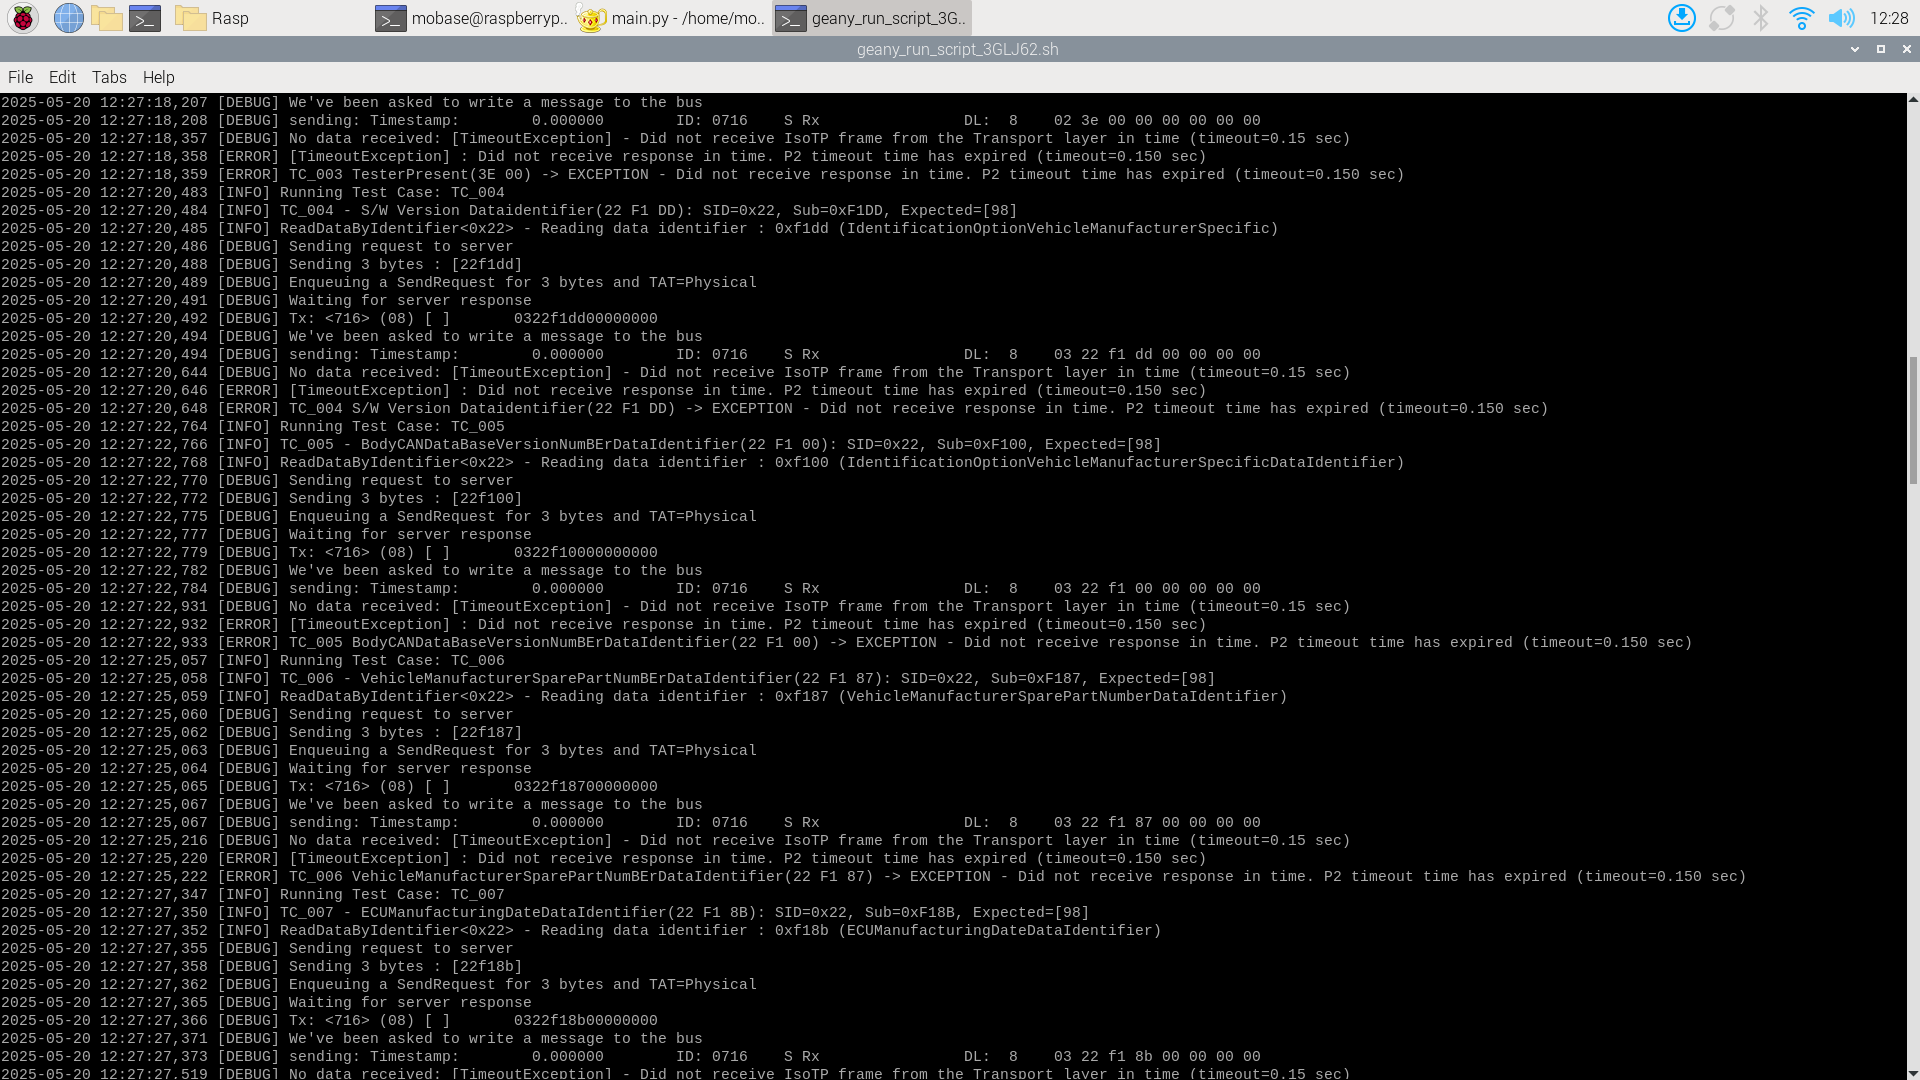 Rasp
mobase@raspberryp..
main.py - /home/mo..
geany_run_script_3G..
12:28
geany_run_script_3GLJ62.sh
File Edit Tabs Help
2025-05-20 12:27:18,207 [DEBUG] We've been asked to write a message to the bus
2025-05-20 12:27:18,208 [DEBUG] sending: Timestamp:        0.000000        ID: 0716    S Rx                DL:  8    02 3e 00 00 00 00 00 00
2025-05-20 12:27:18,357 [DEBUG] No data received: [TimeoutException] - Did not receive IsoTP frame from the Transport layer in time (timeout=0.15 sec)
2025-05-20 12:27:18,358 [ERROR] [TimeoutException] : Did not receive response in time. P2 timeout time has expired (timeout=0.150 sec)
2025-05-20 12:27:18,359 [ERROR] TC_003 TesterPresent(3E 00) -> EXCEPTION - Did not receive response in time. P2 timeout time has expired (timeout=0.150 sec)
2025-05-20 12:27:20,483 [INFO] Running Test Case: TC_004
2025-05-20 12:27:20,484 [INFO] TC_004 - S/W Version Dataidentifier(22 F1 DD): SID=0x22, Sub=0xF1DD, Expected=[98]
2025-05-20 12:27:20,485 [INFO] ReadDataByIdentifier<0x22> - Reading data identifier : 0xf1dd (IdentificationOptionVehicleManufacturerSpecific)
2025-05-20 12:27:20,486 [DEBUG] Sending request to server
2025-05-20 12:27:20,488 [DEBUG] Sending 3 bytes : [22f1dd]
2025-05-20 12:27:20,489 [DEBUG] Enqueuing a SendRequest for 3 bytes and TAT=Physical
2025-05-20 12:27:20,491 [DEBUG] Waiting for server response
2025-05-20 12:27:20,492 [DEBUG] Tx: <716> (08) [ ]       0322f1dd00000000
2025-05-20 12:27:20,494 [DEBUG] We've been asked to write a message to the bus
2025-05-20 12:27:20,494 [DEBUG] sending: Timestamp:        0.000000        ID: 0716    S Rx                DL:  8    03 22 f1 dd 00 00 00 00
2025-05-20 12:27:20,644 [DEBUG] No data received: [TimeoutException] - Did not receive IsoTP frame from the Transport layer in time (timeout=0.15 sec)
2025-05-20 12:27:20,646 [ERROR] [TimeoutException] : Did not receive response in time. P2 timeout time has expired (timeout=0.150 sec)
2025-05-20 12:27:20,648 [ERROR] TC_004 S/W Version Dataidentifier(22 F1 DD) -> EXCEPTION - Did not receive response in time. P2 timeout time has expired (timeout=0.150 sec)
2025-05-20 12:27:22,764 [INFO] Running Test Case: TC_005
2025-05-20 12:27:22,766 [INFO] TC_005 - BodyCANDataBaseVersionNumBErDataIdentifier(22 F1 00): SID=0x22, Sub=0xF100, Expected=[98]
2025-05-20 12:27:22,768 [INFO] ReadDataByIdentifier<0x22> - Reading data identifier : 0xf100 (IdentificationOptionVehicleManufacturerSpecificDataIdentifier)
2025-05-20 12:27:22,770 [DEBUG] Sending request to server
2025-05-20 12:27:22,772 [DEBUG] Sending 3 bytes : [22f100]
2025-05-20 12:27:22,775 [DEBUG] Enqueuing a SendRequest for 3 bytes and TAT=Physical
2025-05-20 12:27:22,777 [DEBUG] Waiting for server response
2025-05-20 12:27:22,779 [DEBUG] Tx: <716> (08) [ ]       0322f10000000000
2025-05-20 12:27:22,782 [DEBUG] We've been asked to write a message to the bus
2025-05-20 12:27:22,784 [DEBUG] sending: Timestamp:        0.000000        ID: 0716    S Rx                DL:  8    03 22 f1 00 00 00 00 00
2025-05-20 12:27:22,931 [DEBUG] No data received: [TimeoutException] - Did not receive IsoTP frame from the Transport layer in time (timeout=0.15 sec)
2025-05-20 12:27:22,932 [ERROR] [TimeoutException] : Did not receive response in time. P2 timeout time has expired (timeout=0.150 sec)
2025-05-20 12:27:22,933 [ERROR] TC_005 BodyCANDataBaseVersionNumBErDataIdentifier(22 F1 00) -> EXCEPTION - Did not receive response in time. P2 timeout time has expired (timeout=0.150 sec)
2025-05-20 12:27:25,057 [INFO] Running Test Case: TC_006
2025-05-20 12:27:25,058 [INFO] TC_006 - VehicleManufacturerSparePartNumBErDataIdentifier(22 F1 87): SID=0x22, Sub=0xF187, Expected=[98]
2025-05-20 12:27:25,059 [INFO] ReadDataByIdentifier<0x22> - Reading data identifier : 0xf187 (VehicleManufacturerSparePartNumberDataIdentifier)
2025-05-20 12:27:25,060 [DEBUG] Sending request to server
2025-05-20 12:27:25,062 [DEBUG] Sending 3 bytes : [22f187]
2025-05-20 12:27:25,063 [DEBUG] Enqueuing a SendRequest for 3 bytes and TAT=Physical
2025-05-20 12:27:25,064 [DEBUG] Waiting for server response
2025-05-20 12:27:25,065 [DEBUG] Tx: <716> (08) [ ]       0322f18700000000
2025-05-20 12:27:25,067 [DEBUG] We've been asked to write a message to the bus
2025-05-20 12:27:25,067 [DEBUG] sending: Timestamp:        0.000000        ID: 0716    S Rx                DL:  8    03 22 f1 87 00 00 00 00
2025-05-20 12:27:25,216 [DEBUG] No data received: [TimeoutException] - Did not receive IsoTP frame from the Transport layer in time (timeout=0.15 sec)
2025-05-20 12:27:25,220 [ERROR] [TimeoutException] : Did not receive response in time. P2 timeout time has expired (timeout=0.150 sec)
2025-05-20 12:27:25,222 [ERROR] TC_006 VehicleManufacturerSparePartNumBErDataIdentifier(22 F1 87) -> EXCEPTION - Did not receive response in time. P2 timeout time has expired (timeout=0.150 sec)
2025-05-20 12:27:27,347 [INFO] Running Test Case: TC_007
2025-05-20 12:27:27,350 [INFO] TC_007 - ECUManufacturingDateDataIdentifier(22 F1 8B): SID=0x22, Sub=0xF18B, Expected=[98]
2025-05-20 12:27:27,352 [INFO] ReadDataByIdentifier<0x22> - Reading data identifier : 0xf18b (ECUManufacturingDateDataIdentifier)
2025-05-20 12:27:27,355 [DEBUG] Sending request to server
2025-05-20 12:27:27,358 [DEBUG] Sending 3 bytes : [22f18b]
2025-05-20 12:27:27,362 [DEBUG] Enqueuing a SendRequest for 3 bytes and TAT=Physical
2025-05-20 12:27:27,365 [DEBUG] Waiting for server response
2025-05-20 12:27:27,366 [DEBUG] Tx: <716> (08) [ ]       0322f18b00000000
2025-05-20 12:27:27,371 [DEBUG] We've been asked to write a message to the bus
2025-05-20 12:27:27,373 [DEBUG] sending: Timestamp:        0.000000        ID: 0716    S Rx                DL:  8    03 22 f1 8b 00 00 00 00
2025-05-20 12:27:27,519 [DEBUG] No data received: [TimeoutException] - Did not receive IsoTP frame from the Transport layer in time (timeout=0.15 sec)